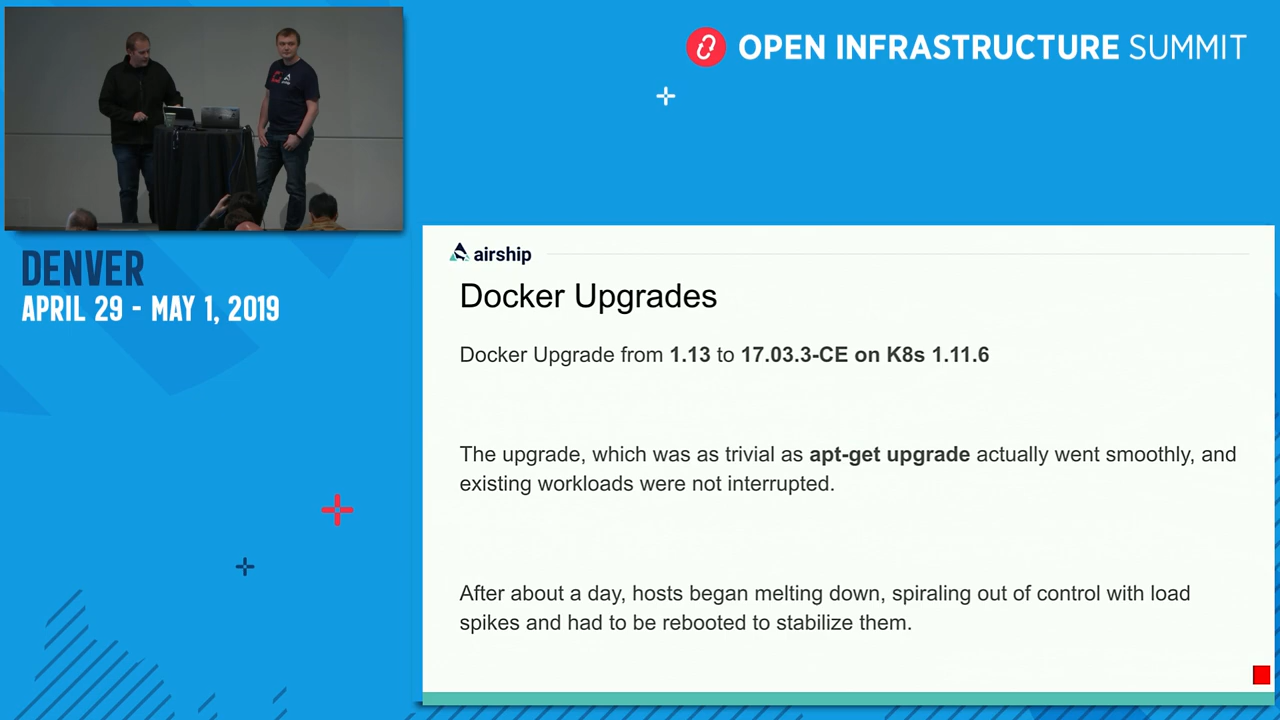 OPEN INFRASTRUCTURE SUMMIT
DENVER
APRIL 29 - MAY 1, 2019
airship
Docker Upgrades
Docker Upgrade from 1.13 to 17.03.3-CE on K8s 1.11.6
The upgrade, which was as trivial as apt-get upgrade actually went smoothly, and
existing workloads were not interrupted.
After about a day, hosts began melting down, spiraling out of control with load
spikes and had to be rebooted to stabilize them.